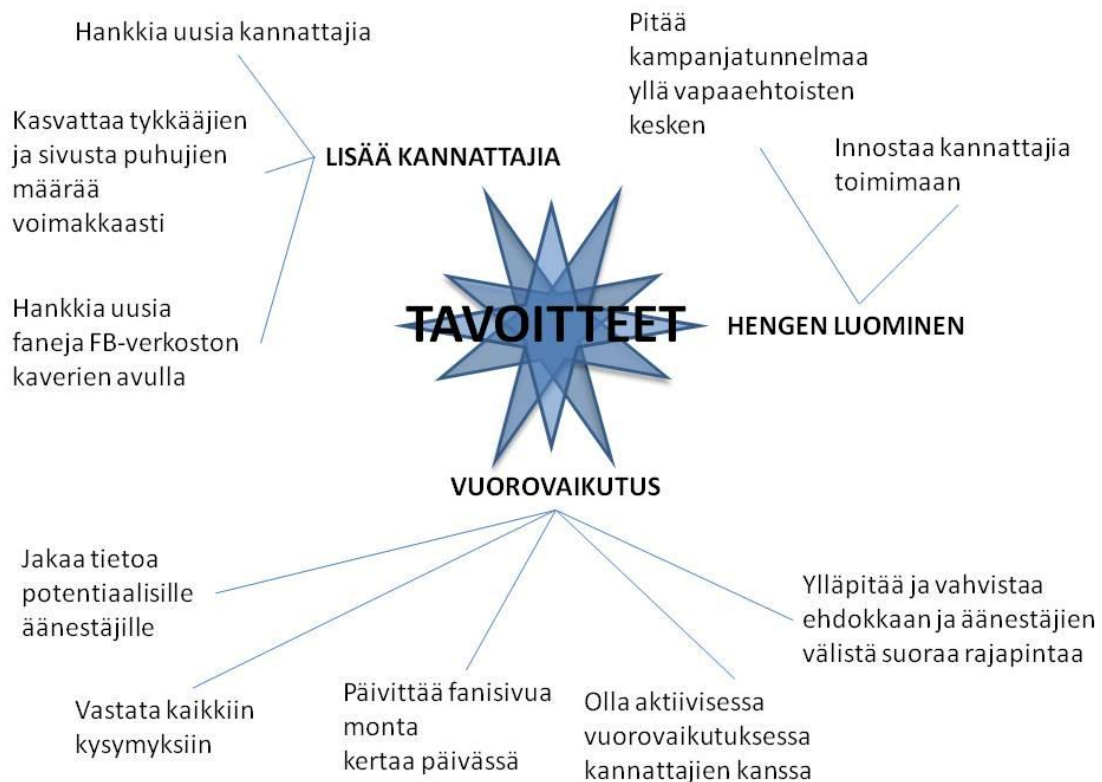 Hankkia uusia kannattajia
Kasvattaa tykkääjien
ja sivusta puhujien
määrää
voimakkaasti
Hankkia uusia
faneja FB-verkoston
kaverien avulla
LISÄÄ KANNATTAJIA
Pitää
kampanjatunnelmaa
yllä vapaaehtoisten
kesken
Innostaa kannattajia
toimimaan
TAVOITTEET
HENGEN LUOMINEN
VUOROVAIKUTUS
Jakaa tietoa
potentiaalisille
äänestäjille
Vastata kaikkiin
kysymyksiin
Päivittää fanisivua
monta
kertaa päivässä
Olla aktiivisessa
vuorovaikutuksessa
kannattajien kanssa
Ylläpitää ja vahvistaa
ehdokkaan ja äänestäjien
välistä suoraa rajapintaa